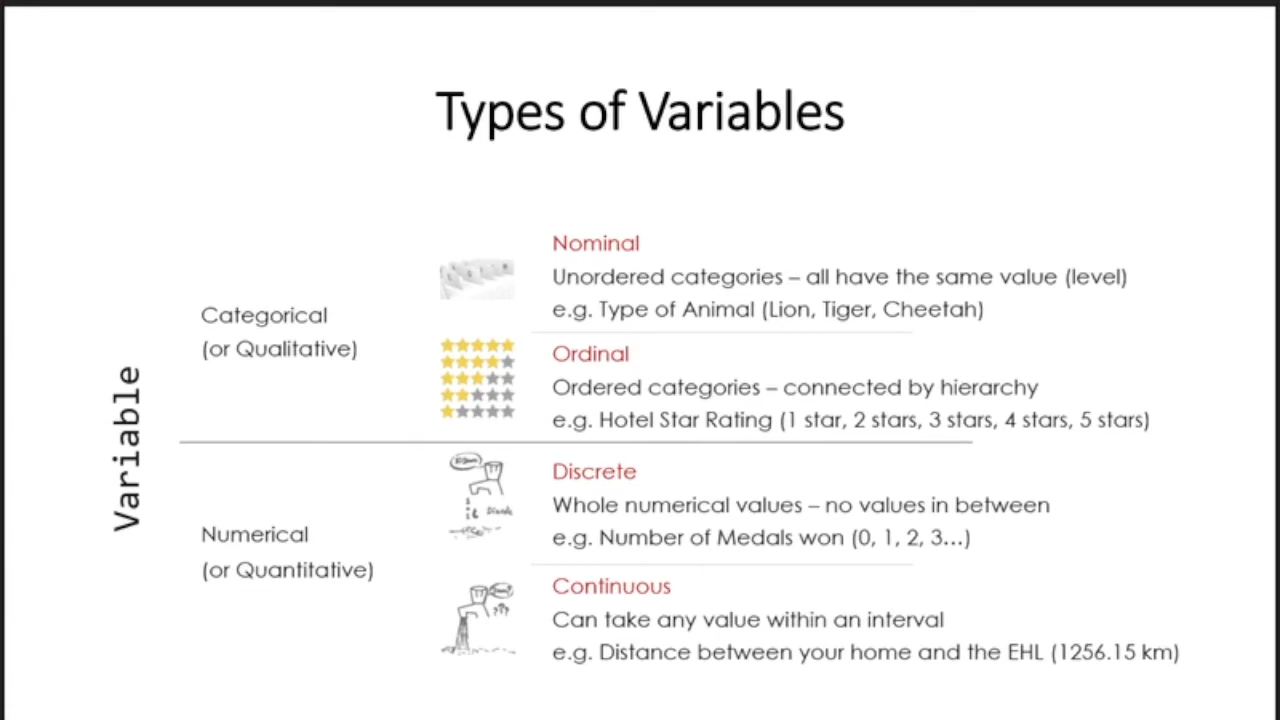 Types of Variables
Variable
Categorical
(or Qualitative)
Nominal
Unordered categories – all have the same value (level)
e.g. Type of Animal (Lion, Tiger, Cheetah)
Ordinal
Ordered categories – connected by hierarchy
e.g. Hotel Star Rating (1 star, 2 stars, 3 stars, 4 stars, 5 stars)
Numerical
(or Quantitative)
Discrete
Whole numerical values – no values in between
e.g. Number of Medals won (0, 1, 2, 3…)
Continuous
Can take any value within an interval
e.g. Distance between your home and the EHL (1256.15 km)